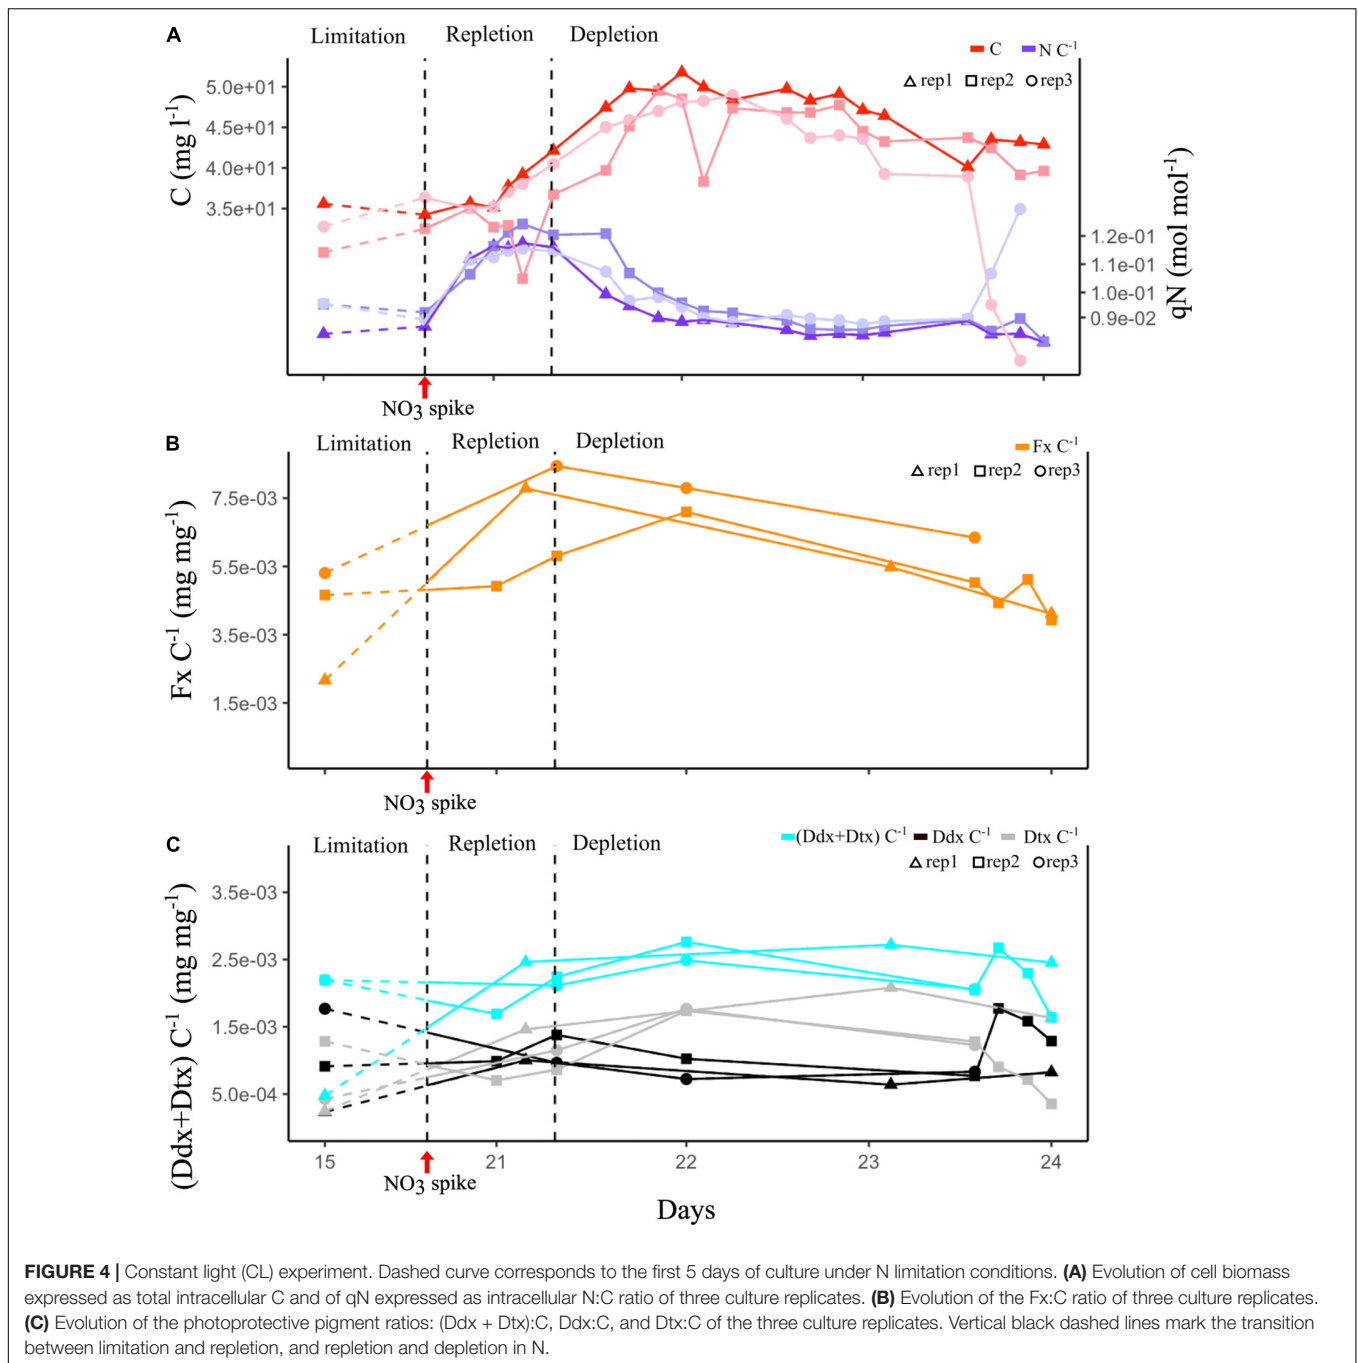 A
Limitation Repletion Depletion
C N C⁻¹
rep1 rep2 rep3
C (mg l⁻¹)
5.0e+01
4.5e+01
4.0e+01
3.5e+01
qN (mol mol⁻¹)
1.2e-01
1.1e-01
1.0e-01
0.9e-02
NO3 spike
B
Limitation Repletion Depletion
Fx C⁻¹
rep1 rep2 rep3
Fx C⁻¹ (mg mg⁻¹)
7.5e-03
5.5e-03
3.5e-03
1.5e-03
NO3 spike
C
Limitation Repletion Depletion
(Ddx+Dtx) C⁻¹ Ddx C⁻¹ Dtx C⁻¹
rep1 rep2 rep3
(Ddx+Dtx) C⁻¹ (mg mg⁻¹)
3.5e-03
2.5e-03
1.5e-03
5.0e-04
15 21 22 23 24
NO3 spike
Days
FIGURE 4 | Constant light (CL) experiment. Dashed curve corresponds to the first 5 days of culture under N limitation conditions. (A) Evolution of cell biomass
expressed as total intracellular C and of qN expressed as intracellular N:C ratio of three culture replicates. (B) Evolution of the Fx:C ratio of three culture replicates.
(C) Evolution of the photoprotective pigment ratios: (Ddx + Dtx):C, Ddx:C, and Dtx:C of the three culture replicates. Vertical black dashed lines mark the transition
between limitation and repletion, and repletion and depletion in N.